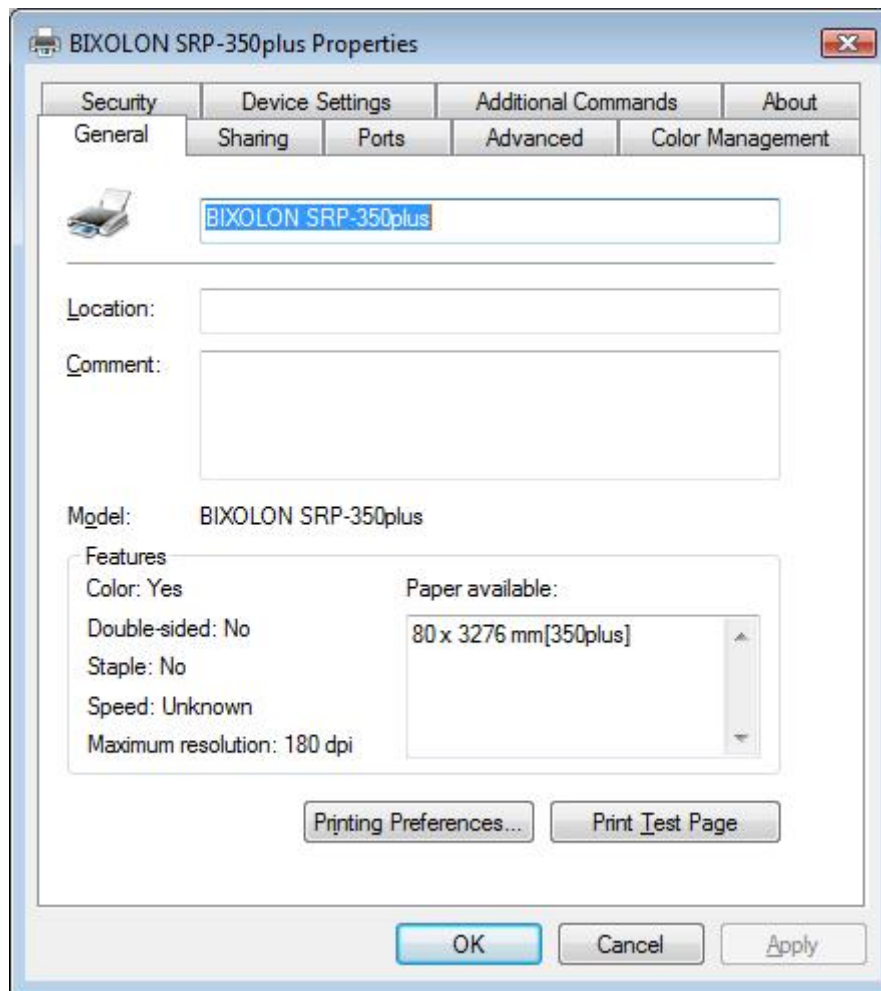 BIXOLON SRP-350plus Properties
Security Device Settings Additional Commands About
General Sharing Ports Advanced Color Management
BIXOLON SRP-350plus
Location:
Comment:
Model: BIXOLON SRP-350plus
Features
Color: Yes Paper available:
Double-sided: No 80 x 3276 mm[350plus]
Staple: No
Speed: Unknown
Maximum resolution: 180 dpi
Printing Preferences... Print Test Page
OK Cancel Apply